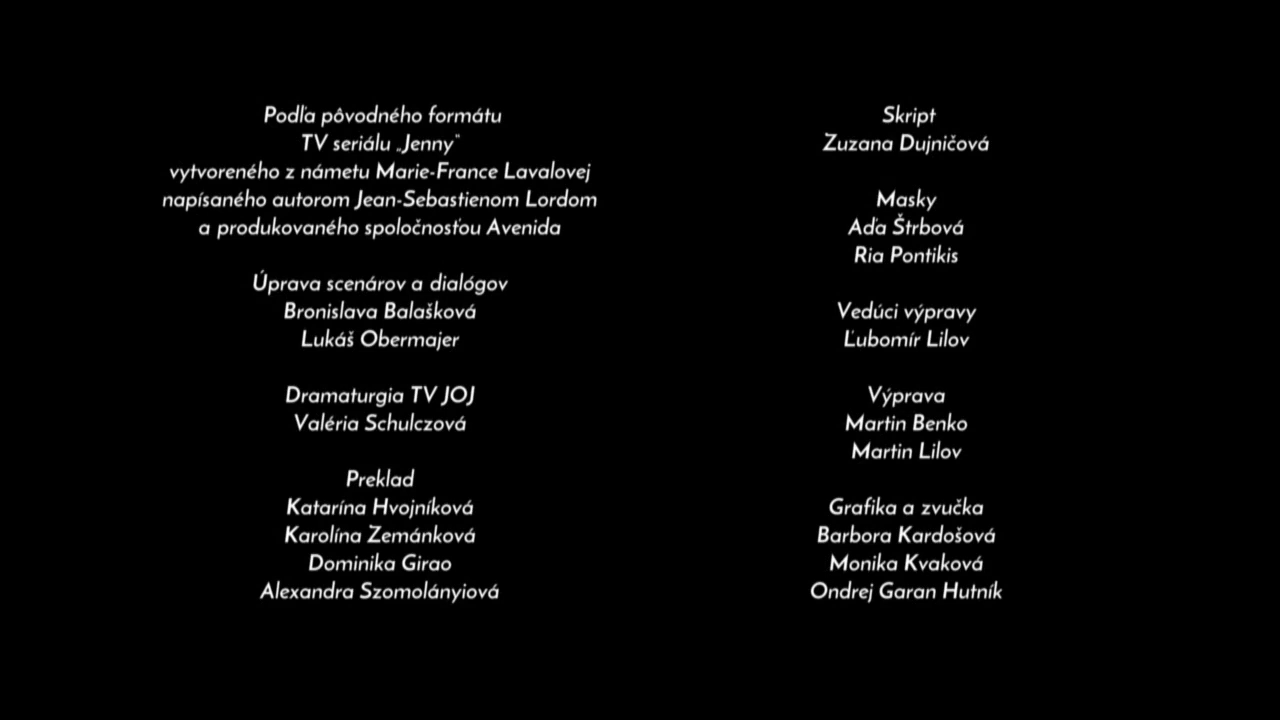 Podľa pôvodného formátu
TV seriálu „Jenny“
vytvoreného z námetu Marie-France Lavalovej
napísaného autorom Jean-Sebastienom Lordom
a produkovaného spoločnosťou Avenida
Úprava scenárov a dialógov
Bronislava Balašková
Lukáš Obermajer
Dramaturgia TV JOJ
Valéria Schulczová
Preklad
Katarína Hvojníková
Karolína Zemánková
Dominika Girao
Alexandra Szomolányiová
Skript
Zuzana Dujničová
Masky
Aďa Štrbová
Ria Pontikis
Vedúci výpravy
Ľubomír Lilov
Výprava
Martin Benko
Martin Lilov
Grafika a zvučka
Barbora Kardošová
Monika Kvaková
Ondrej Garan Hutník